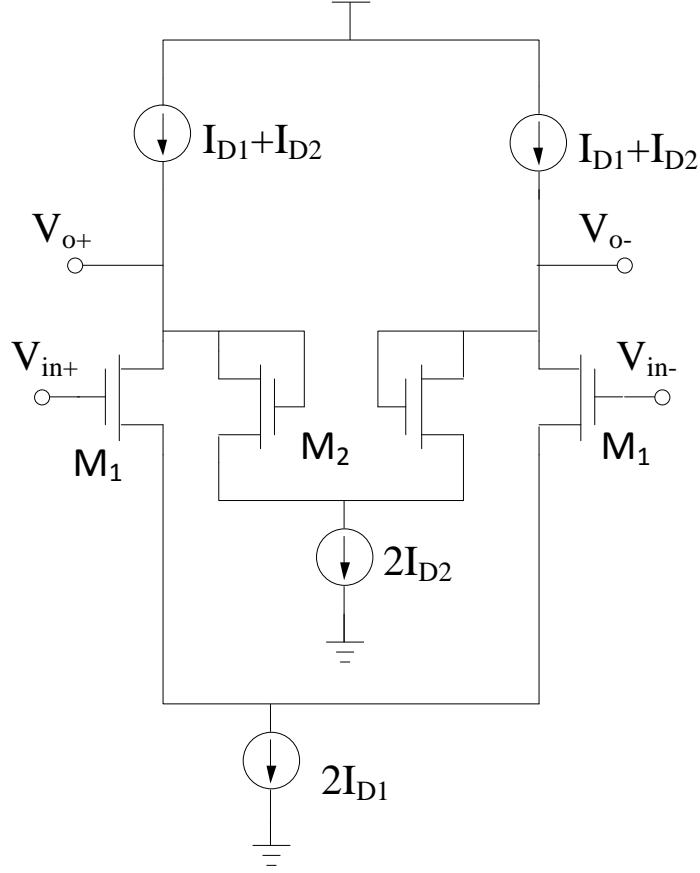 I_D1+I_D2
I_D1+I_D2
V_o+
V_o-
V_in+
V_in-
M_1
M_2
M_1
2I_D2
2I_D1